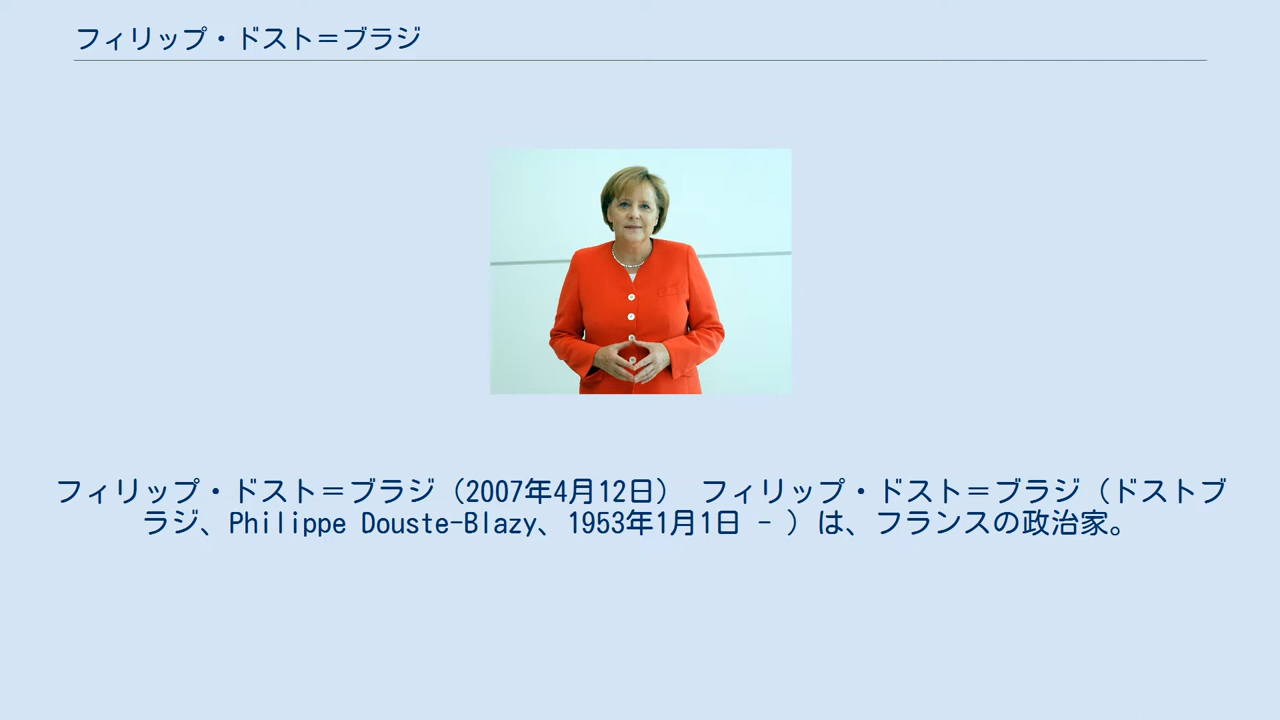 フィリップ・ドスト＝ブラジ
フィリップ・ドスト＝ブラジ（2007年4月12日） フィリップ・ドスト＝ブラジ（ドストブ
ラジ、Philippe Douste-Blazy、1953年1月1日 - ）は、フランスの政治家。